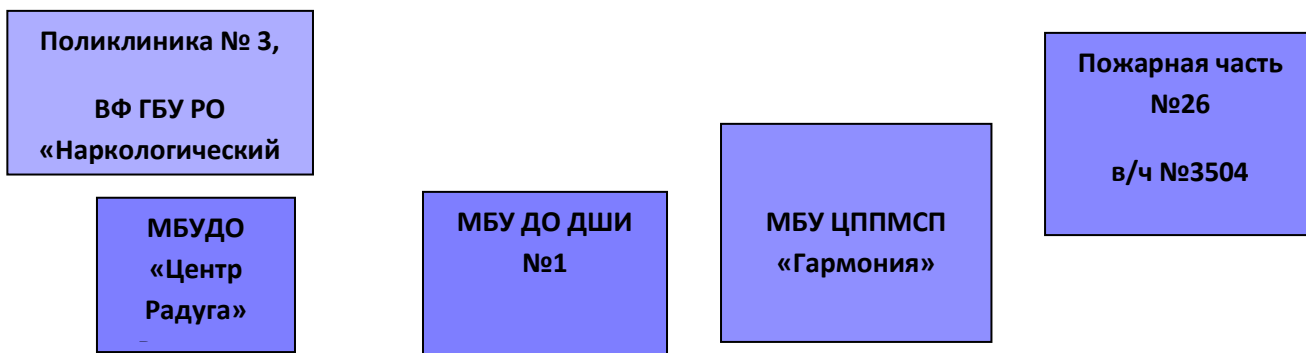 Поликлиника № 3,
ВФ ГБУ РО
«Наркологический
МБУДО
«Центр
Радуга»
МБУ ДО ДШИ
№1
МБУ ЦППМСП
«Гармония»
Пожарная часть
№26
в/ч №3504